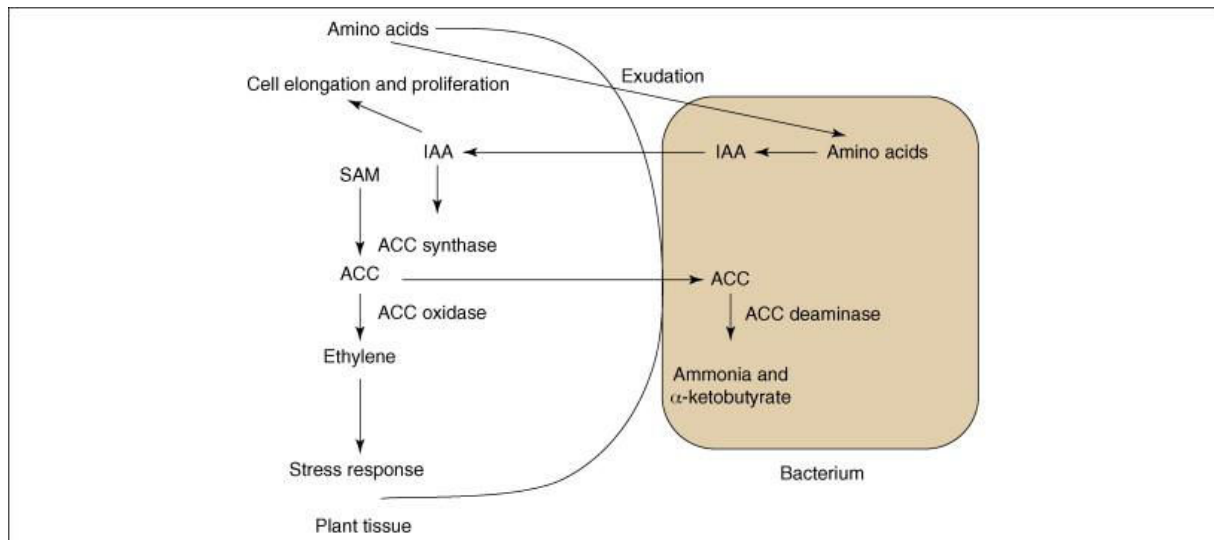 Amino acids
Exudation
Cell elongation and proliferation
IAA
IAA
Amino acids
SAM
ACC synthase
ACC
ACC
ACC oxidase
ACC deaminase
Ethylene
Ammonia and
α-ketobutyrate
Stress response
Bacterium
Plant tissue